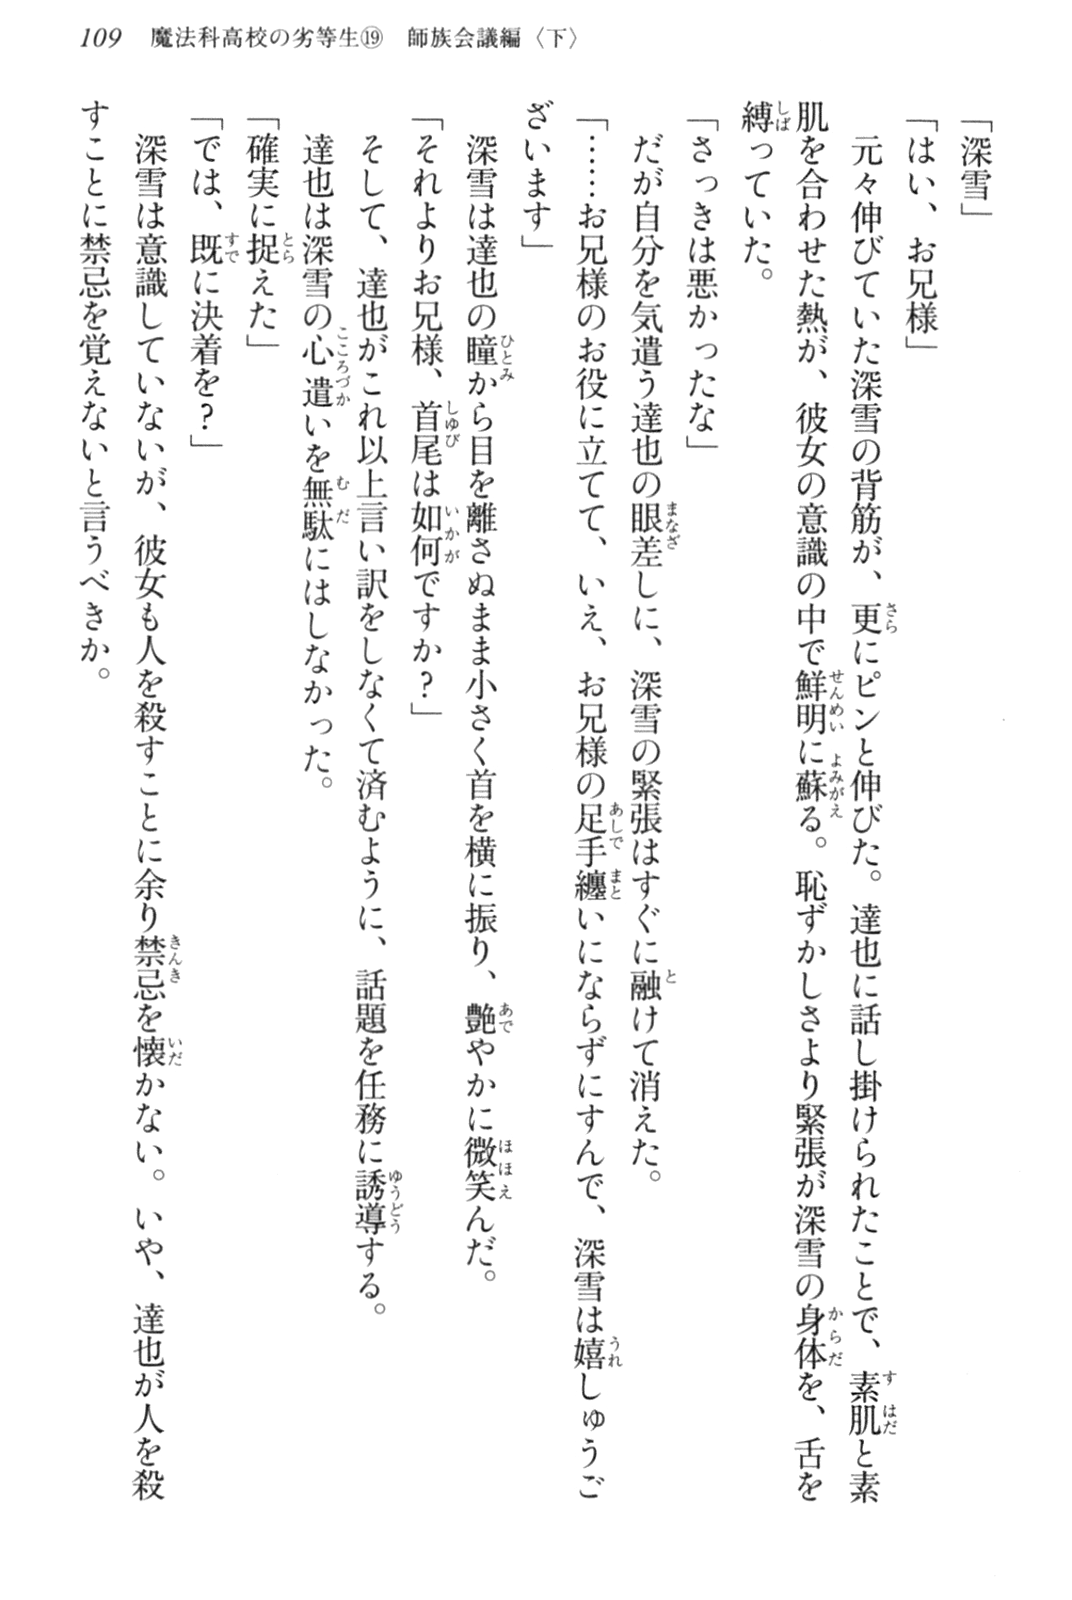 109 魔法科高校の劣等生⑲ 師族会議編〈下〉
「深雪」
「はい、お兄様」
元々伸びていた深雪の背筋が、更にピンと伸びた。達也に話し掛けられたことで、素肌と素
肌を合わせた熱が、彼女の意識の中で鮮明に蘇る。恥ずかしさより緊張が深雪の身体を、舌を
縛っていた。
「さっきは悪かったな」
だが自分を気遣う達也の眼差しに、深雪の緊張はすぐに融けて消えた。
「……お兄様のお役に立てて、いえ、お兄様の足手纏いにならずにすんで、深雪は嬉しゅうご
ざいます」
深雪は達也の瞳から目を離さぬまま小さく首を横に振り、艶やかに微笑んだ。
「それよりお兄様、首尾は如何ですか？」
そして、達也がこれ以上言い訳をしなくて済むように、話題を任務に誘導する。
達也は深雪の心遣いを無駄にはしなかった。
「確実に捉えた」
「では、既に決着を？」
深雪は意識していないが、彼女も人を殺すことに余り禁忌を懐かない。いや、達也が人を殺
すことに禁忌を覚えないと言うべきか。